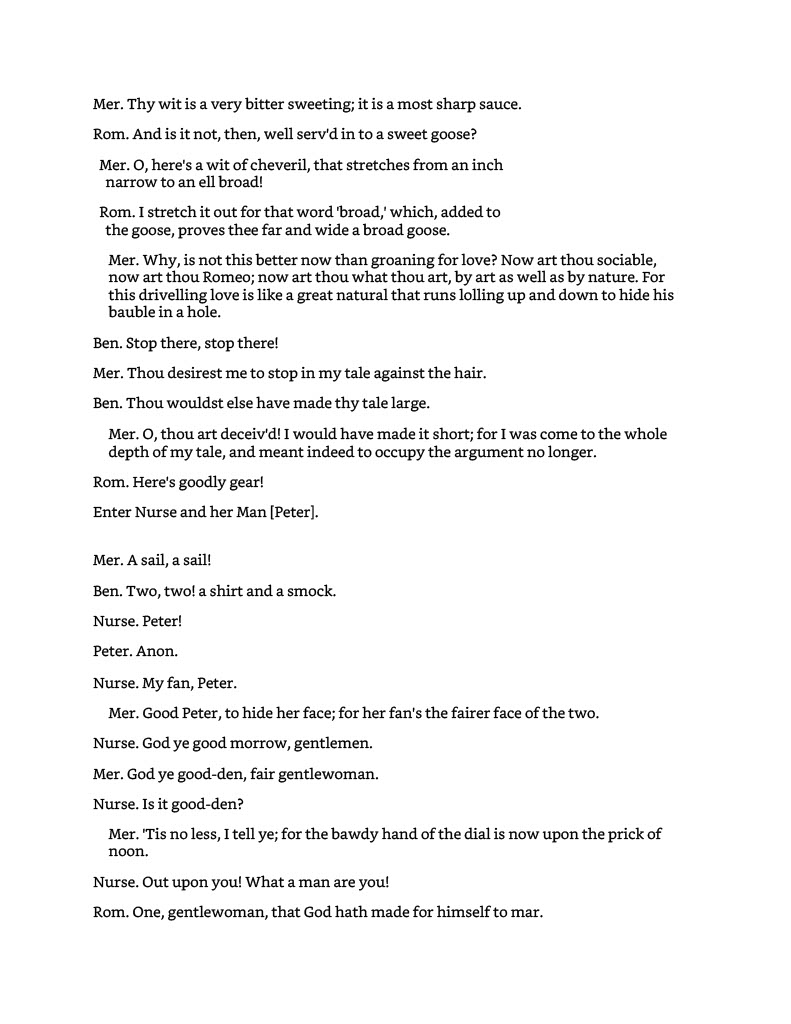 Mer. Thy wit is a very bitter sweeting; it is a most sharp sauce.
Rom. And is it not, then, well serv'd in to a sweet goose?
Mer. O, here's a wit of cheveril, that stretches from an inch
narrow to an ell broad!
Rom. I stretch it out for that word 'broad,' which, added to
the goose, proves thee far and wide a broad goose.
Mer. Why, is not this better now than groaning for love? Now art thou sociable,
now art thou Romeo; now art thou what thou art, by art as well as by nature. For
this drivelling love is like a great natural that runs lolling up and down to hide his
bauble in a hole.
Ben. Stop there, stop there!
Mer. Thou desirest me to stop in my tale against the hair.
Ben. Thou wouldst else have made thy tale large.
Mer. O, thou art deceiv'd! I would have made it short; for I was come to the whole
depth of my tale, and meant indeed to occupy the argument no longer.
Rom. Here's goodly gear!
Enter Nurse and her Man [Peter].
Mer. A sail, a sail!
Ben. Two, two! a shirt and a smock.
Nurse. Peter!
Peter. Anon.
Nurse. My fan, Peter.
Mer. Good Peter, to hide her face; for her fan's the fairer face of the two.
Nurse. God ye good morrow, gentlemen.
Mer. God ye good-den, fair gentlewoman.
Nurse. Is it good-den?
Mer. 'Tis no less, I tell ye; for the bawdy hand of the dial is now upon the prick of
noon.
Nurse. Out upon you! What a man are you!
Rom. One, gentlewoman, that God hath made for himself to mar.